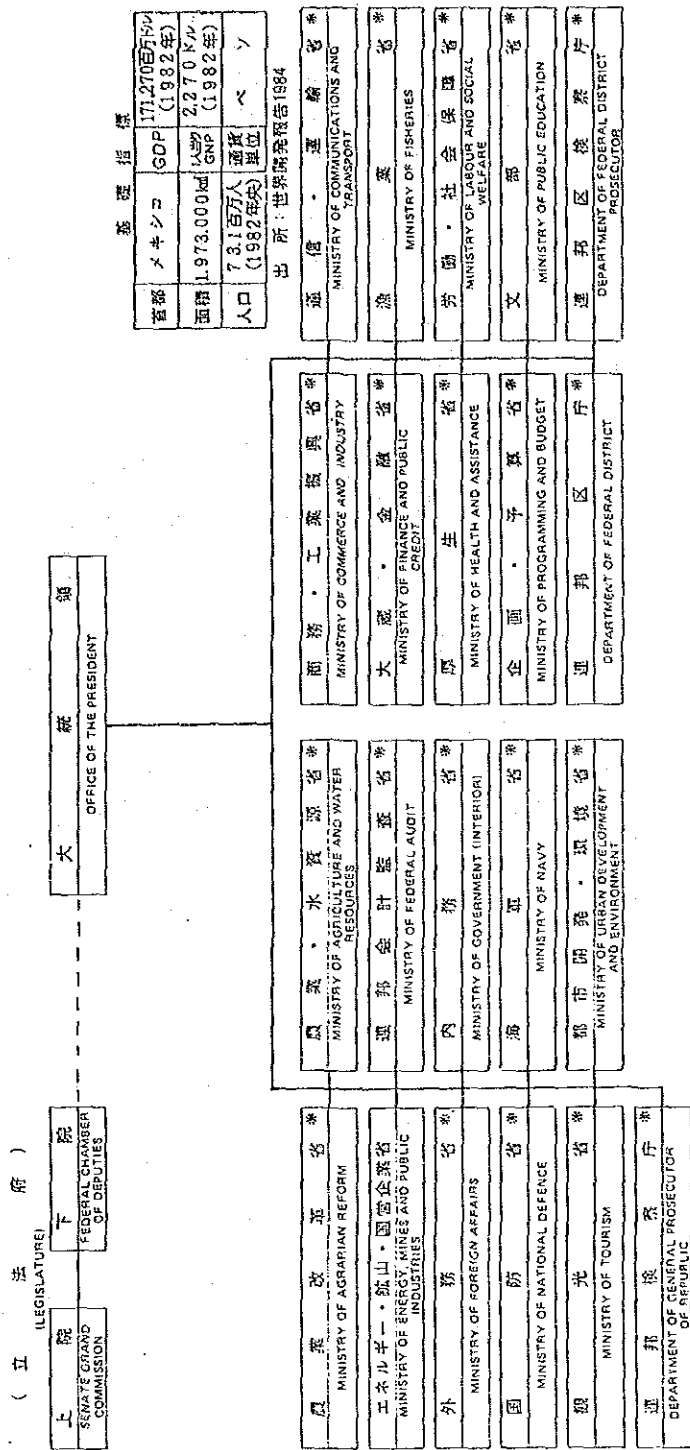 （立法府）
(LEGISLATURE)
上院
SENATE GRAND
COMMISSION
下院
FEDERAL CHAMBER
OF DEPUTIES
大統領
OFFICE OF THE PRESIDENT
基礎指標
首都 メキシコ GDP 171,270百万ドル (1982年)
面積 1,973,000㎢ 1人当り GNP 2,270ドル (1982年)
人口 73.1百万人 (1982年央) 通貨単位 ペソ
出所：世界開発報告1984
農業改革省*
MINISTRY OF AGRARIAN REFORM
農業・水資源省*
MINISTRY OF AGRICULTURE AND WATER
RESOURCES
商務・工業振興省*
MINISTRY OF COMMERCE AND INDUSTRY
通信・運輸省*
MINISTRY OF COMMUNICATIONS AND
TRANSPORT
エネルギー・鉱山・国営企業省*
MINISTRY OF ENERGY, MINES AND PUBLIC
INDUSTRIES
連邦会計監査省*
MINISTRY OF FEDERAL AUDIT
大蔵・金融省*
MINISTRY OF FINANCE AND PUBLIC
CREDIT
漁業省*
MINISTRY OF FISHERIES
外務省*
MINISTRY OF FOREIGN AFFAIRS
内務省*
MINISTRY OF GOVERNMENT (INTERIOR)
厚生省*
MINISTRY OF HEALTH AND ASSISTANCE
労働・社会保障省*
MINISTRY OF LABOUR AND SOCIAL
WELFARE
国防省*
MINISTRY OF NATIONAL DEFENCE
海軍省*
MINISTRY OF NAVY
企画・予算省*
MINISTRY OF PROGRAMMING AND BUDGET
文部省*
MINISTRY OF PUBLIC EDUCATION
観光省*
MINISTRY OF TOURISM
都市開発・環境省*
MINISTRY OF URBAN DEVELOPMENT
AND ENVIRONMENT
連邦区庁*
DEPARTMENT OF FEDERAL DISTRICT
連邦区検察庁*
DEPARTMENT OF FEDERAL DISTRICT
PROSECUTOR
連邦検察庁*
DEPARTMENT OF GENERAL PROSECUTOR
OF REPUBLIC